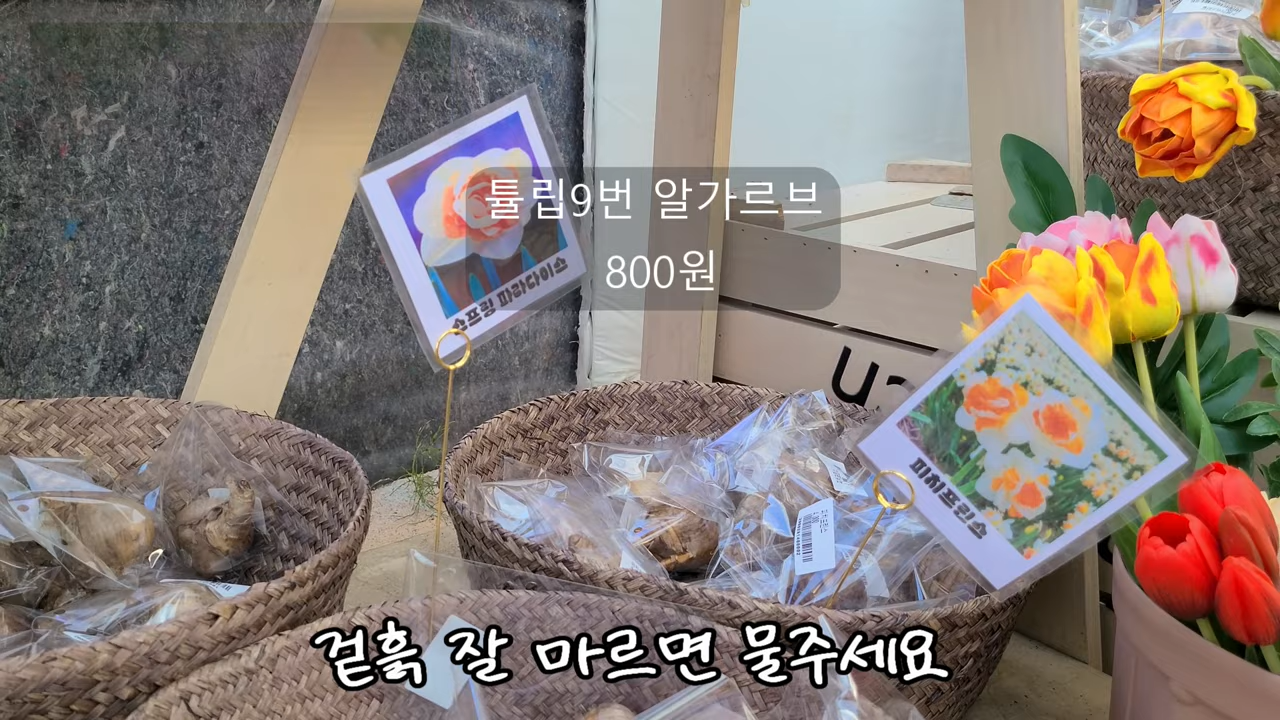 튤립9번 알가르브
800원
스프링 파라다이스
피치프린스
겉흙 잘 마르면 물주세요